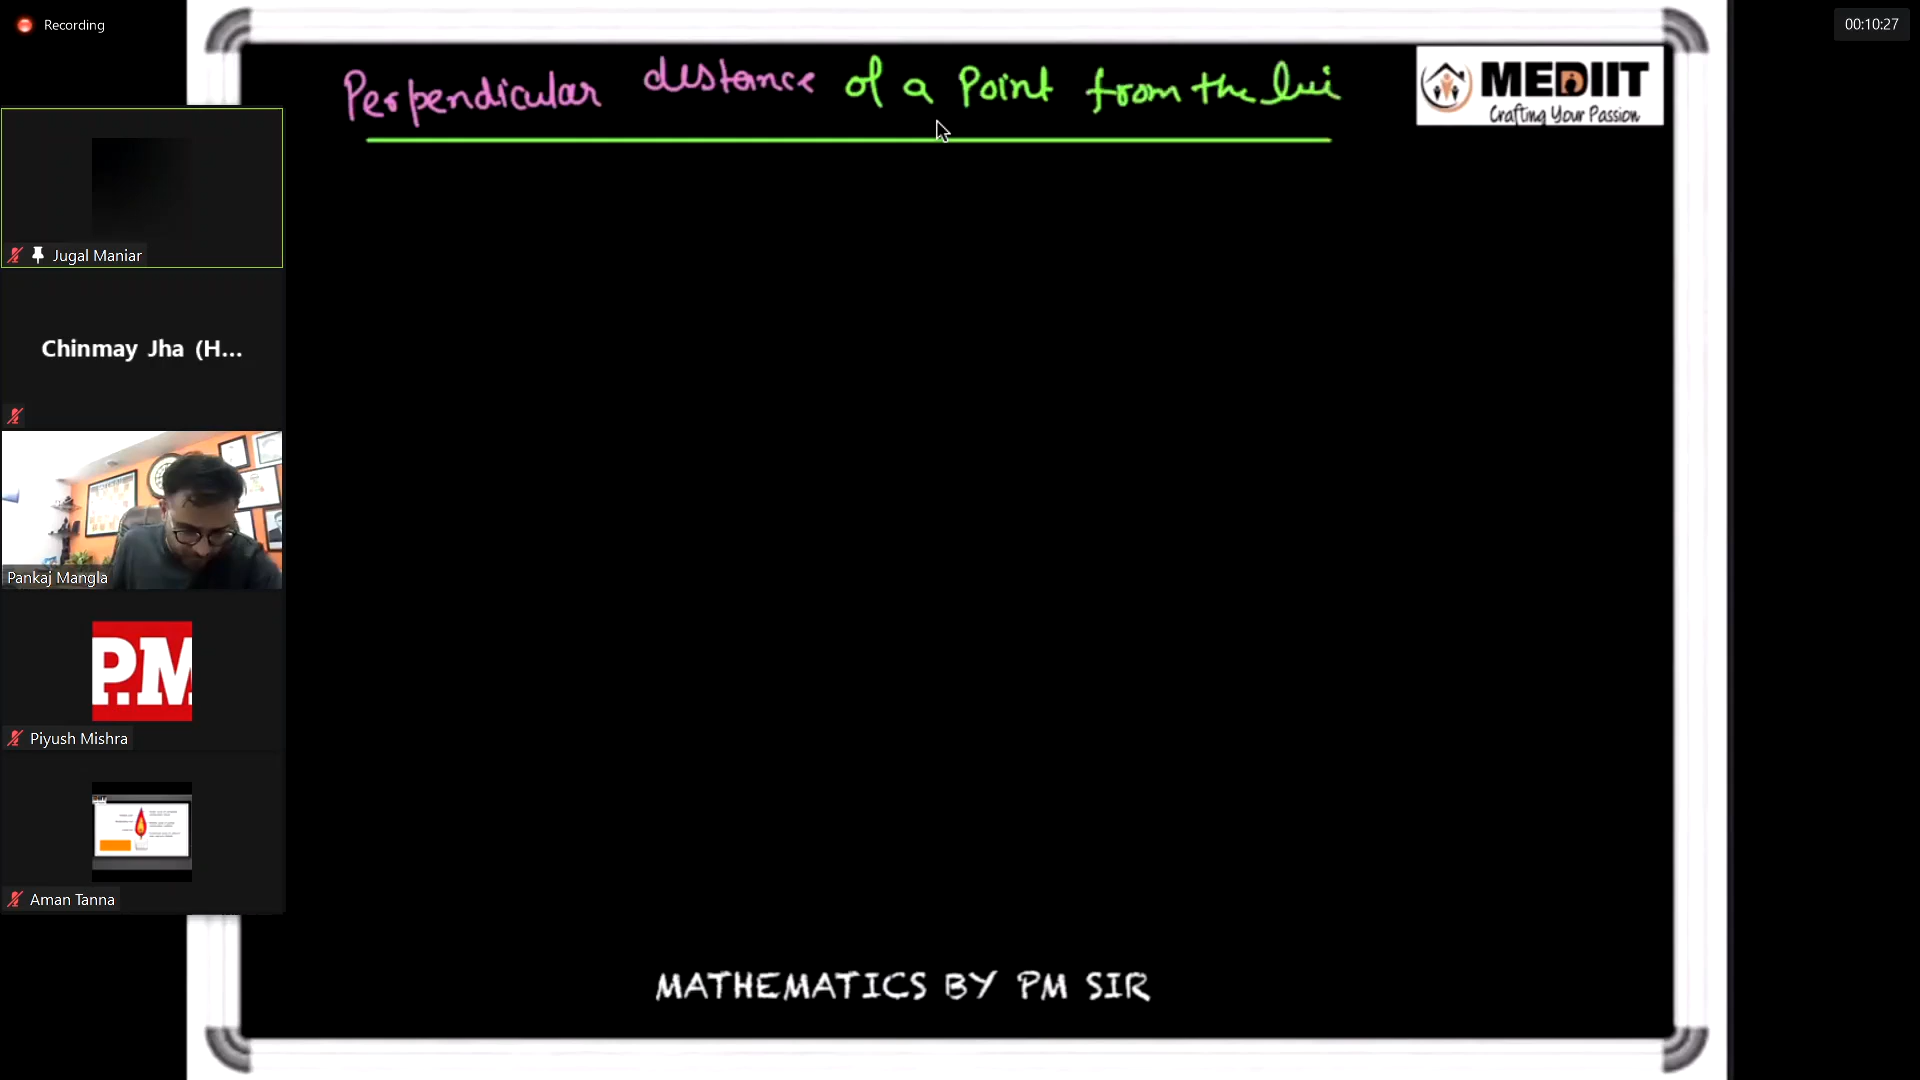 Recording
00:10:27
Perpendicular distance of a Point from the
MEDIIT
Crafting Your Passion
Jugal Maniar
Chinmay Jha (H...
Pankaj Mangla
P.M
Piyush Mishra
Aman Tanna
MATHEMATICS BY PM SIR